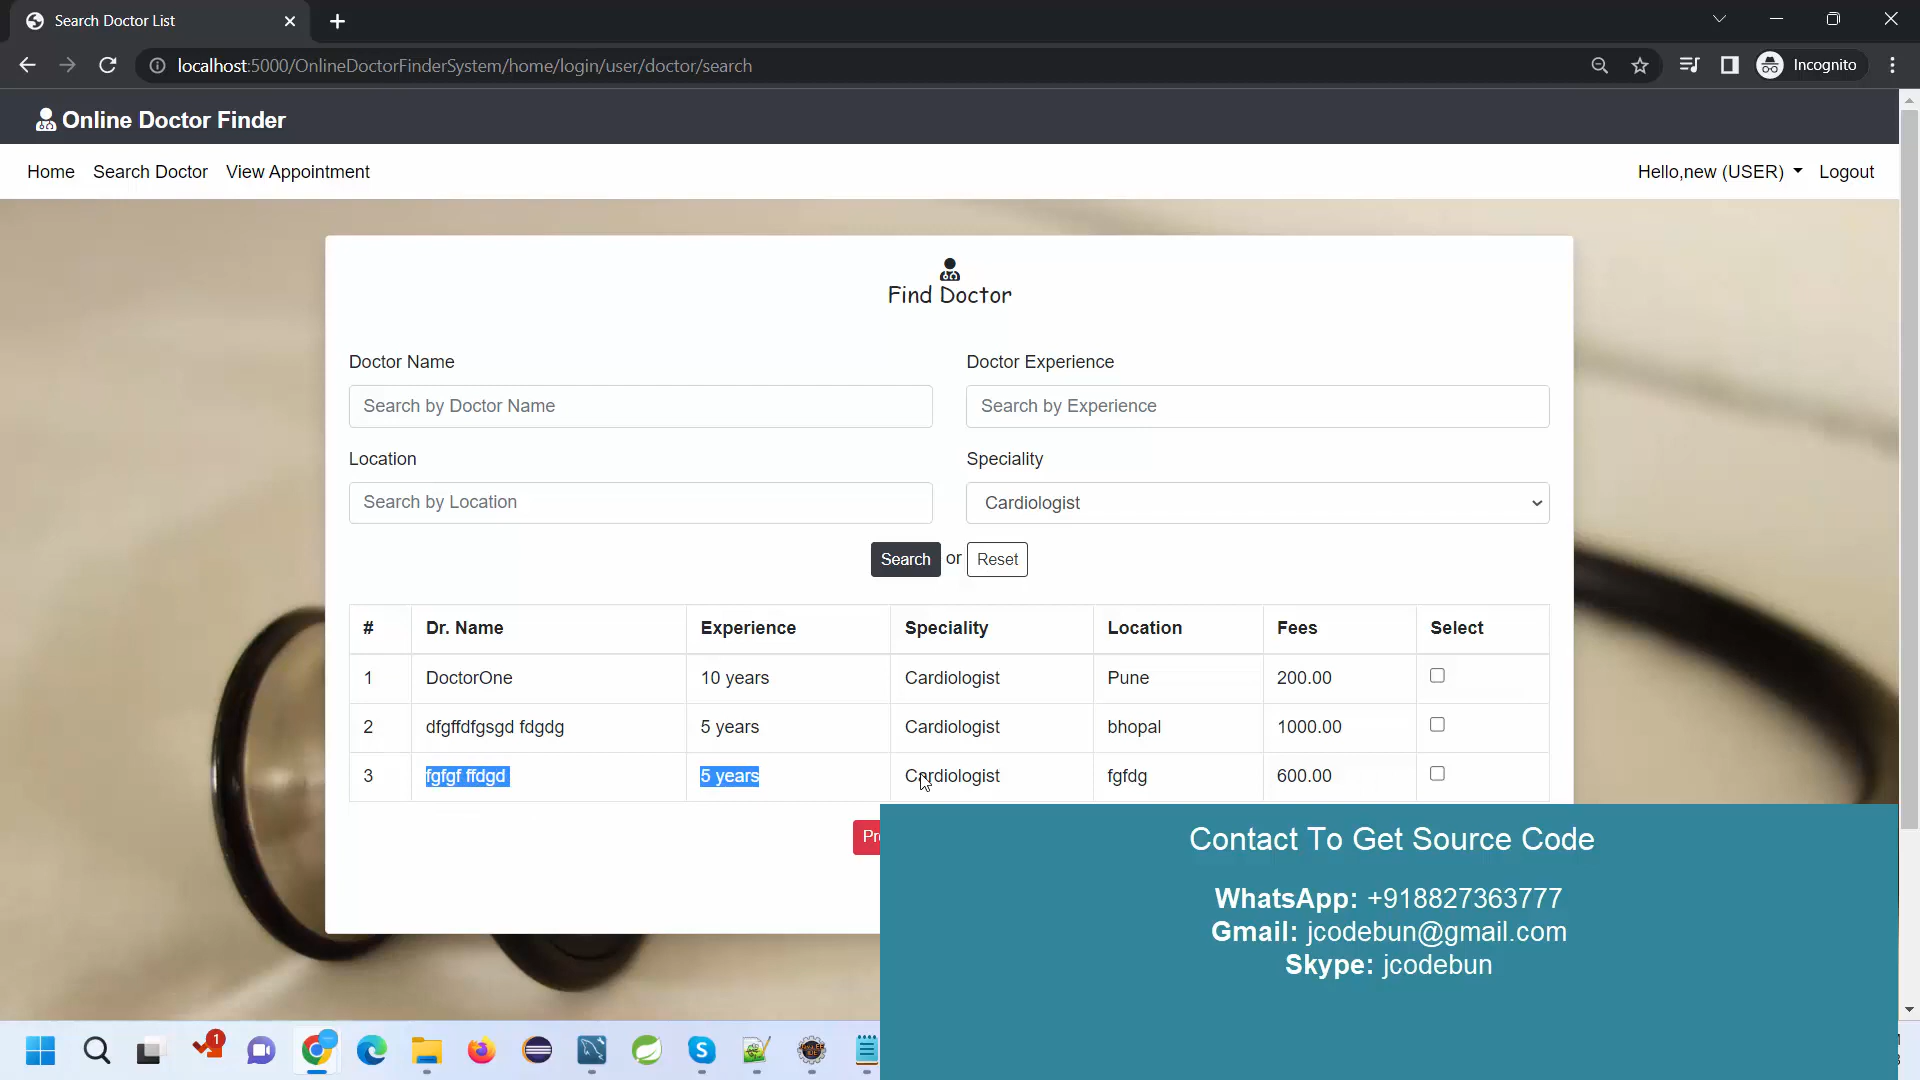 Search Doctor List
localhost:5000/OnlineDoctorFinderSystem/home/login/user/doctor/search
Incognito
Online Doctor Finder
Home Search Doctor View Appointment
Hello,new (USER) Logout
Find Doctor
Doctor Name
Doctor Experience
Search by Doctor Name
Search by Experience
Location
Speciality
Search by Location
Cardiologist
Search or Reset
# Dr. Name Experience Speciality Location Fees Select
1 DoctorOne 10 years Cardiologist Pune 200.00
2 dfgffdfgsgd fdgdg 5 years Cardiologist bhopal 1000.00
3 fgfgf ffdgd 5 years Cardiologist fgfdg 600.00
Contact To Get Source Code
WhatsApp: +918827363777
Gmail: jcodebun@gmail.com
Skype: jcodebun
1